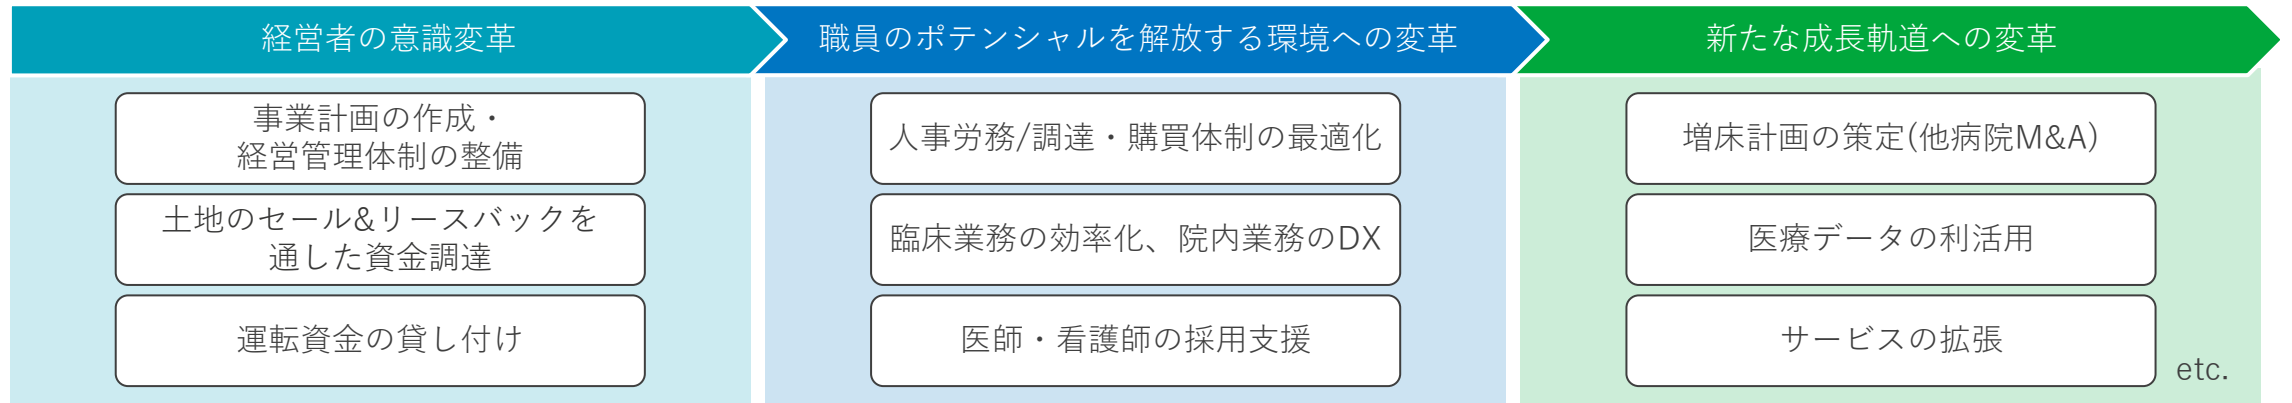 経営者の意識変革
事業計画の作成・
経営管理体制の整備
土地のセール&リースバックを
通した資金調達
運転資金の貸し付け
職員のポテンシャルを解放する環境への変革
人事労務/調達・購買体制の最適化
臨床業務の効率化、院内業務のDX
医師・看護師の採用支援
新たな成長軌道への変革
増床計画の策定(他病院M&A)
医療データの利活用
サービスの拡張
etc.